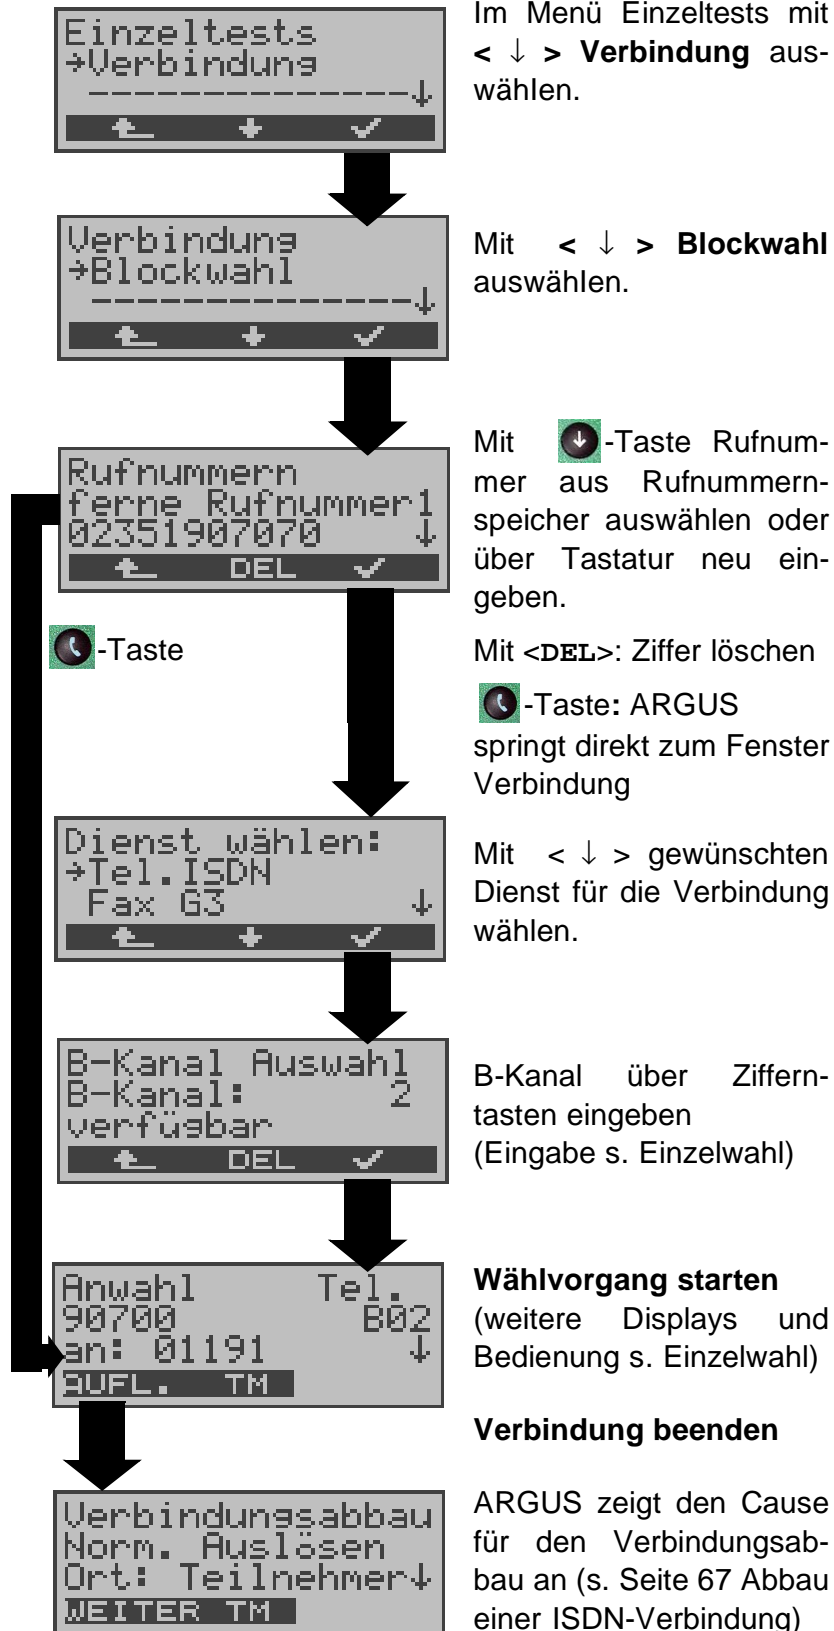 Einzeltests
→Verbindung
--------------↓
✓
Im Menü Einzeltests mit
< ↓ > Verbindung aus-
wählen.
Verbindung
→Blockwahl
--------------↓
✓
Mit < ↓ > Blockwahl
auswählen.
Rufnummern
ferne Rufnummer1
02351907070 ↓
DEL ✓
Mit -Taste Rufnum-
mer aus Rufnummern-
speicher auswählen oder
über Tastatur neu ein-
geben.
-Taste
Mit <DEL>: Ziffer löschen
-Taste: ARGUS
springt direkt zum Fenster
Verbindung
Dienst wählen:
→Tel.ISDN
Fax G3 ↓
✓
Mit < ↓ > gewünschten
Dienst für die Verbindung
wählen.
B-Kanal Auswahl
B-Kanal: 2
verfügbar
DEL ✓
B-Kanal über Ziffern-
tasten eingeben
(Eingabe s. Einzelwahl)
Anwahl Tel.
90700 B02
an: 01191 ↓
AUFL. TM
Wählvorgang starten
(weitere Displays und
Bedienung s. Einzelwahl)
Verbindung beenden
Verbindungsabbau
Norm. Auslösen
Ort: Teilnehmer↓
WEITER TM
ARGUS zeigt den Cause
für den Verbindungsab-
bau an (s. Seite 67 Abbau
einer ISDN-Verbindung)